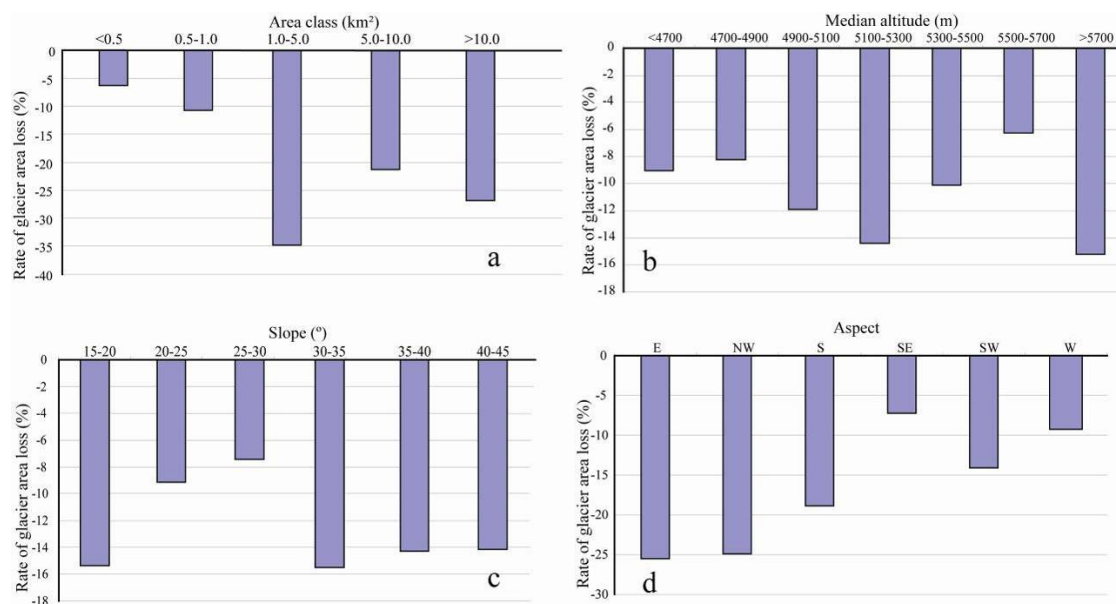 Area class (km²)
<0.5 0.5-1.0 1.0-5.0 5.0-10.0 >10.0
0
-5
-10
-15
-20
-25
-30
-35
-40
Rate of glacier area loss (%)
a
Median altitude (m)
<4700 4700-4900 4900-5100 5100-5300 5300-5500 5500-5700 >5700
0
-2
-4
-6
-8
-10
-12
-14
-16
-18
Rate of glacier area loss (%)
b
Slope (º)
15-20 20-25 25-30 30-35 35-40 40-45
0
-2
-4
-6
-8
-10
-12
-14
-16
-18
Rate of glacier area loss (%)
c
Aspect
E NW S SE SW W
0
-5
-10
-15
-20
-25
-30
Rate of glacier area loss (%)
d